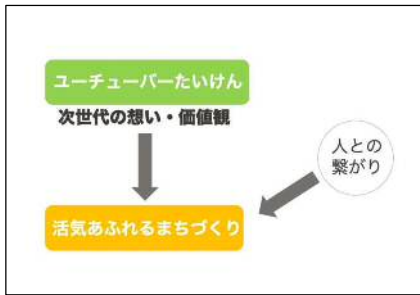 ユーチューバーたいけん
次世代の想い・価値観
人との
繋がり
活気あふれるまちづくり